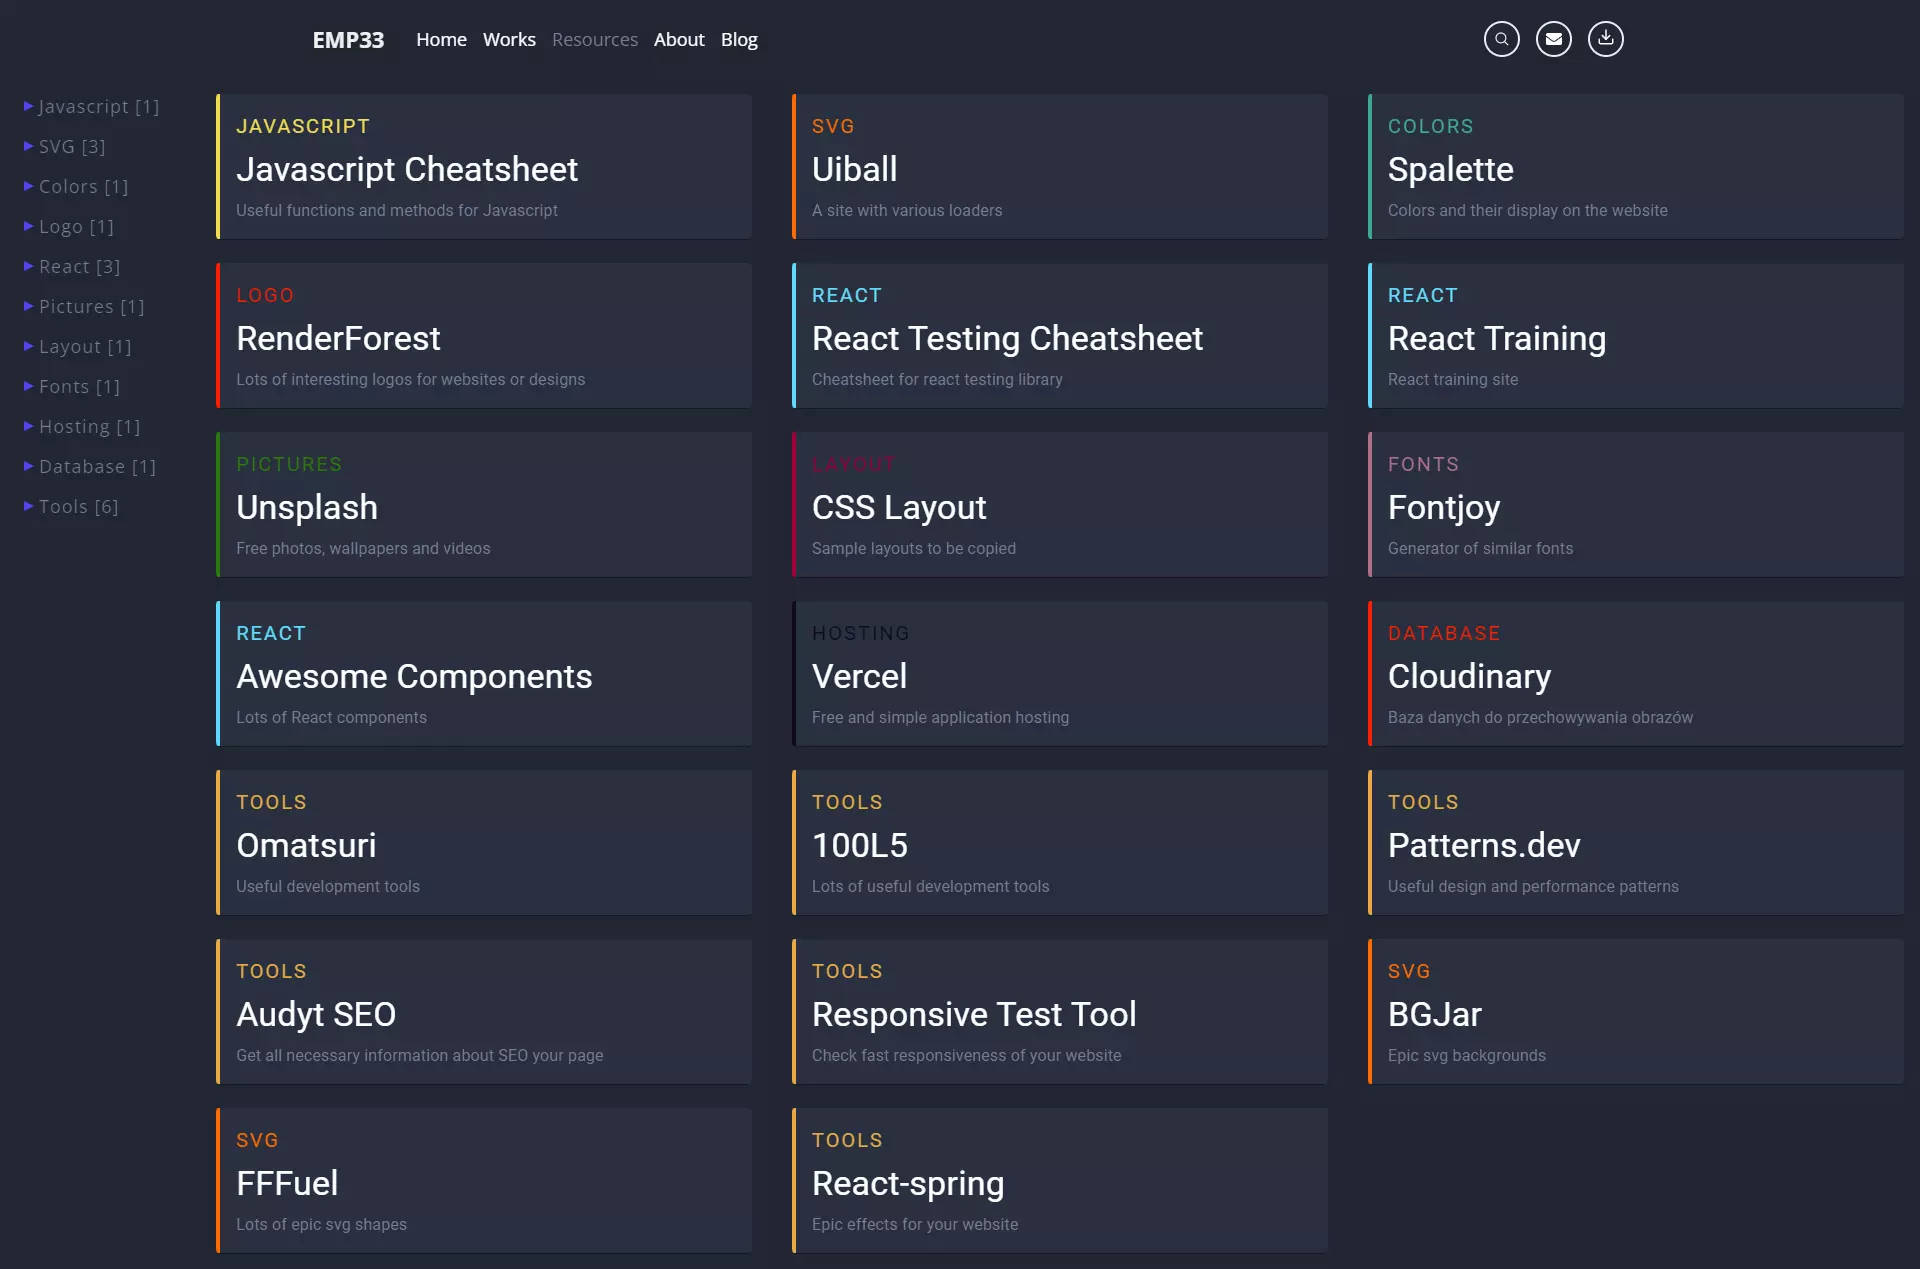 EMP33 Home Works Resources About Blog
Javascript [1]
SVG [3]
Colors [1]
Logo [1]
React [3]
Pictures [1]
Layout [1]
Fonts [1]
Hosting [1]
Database [1]
Tools [6]
JAVASCRIPT
Javascript Cheatsheet
Useful functions and methods for Javascript
SVG
Uiball
A site with various loaders
COLORS
Spalette
Colors and their display on the website
LOGO
RenderForest
Lots of interesting logos for websites or designs
REACT
React Testing Cheatsheet
Cheatsheet for react testing library
REACT
React Training
React training site
PICTURES
Unsplash
Free photos, wallpapers and videos
LAYOUT
CSS Layout
Sample layouts to be copied
FONTS
Fontjoy
Generator of similar fonts
REACT
Awesome Components
Lots of React components
HOSTING
Vercel
Free and simple application hosting
DATABASE
Cloudinary
Baza danych do przechowywania obrazów
TOOLS
Omatsuri
Useful development tools
TOOLS
100L5
Lots of useful development tools
TOOLS
Patterns.dev
Useful design and performance patterns
TOOLS
Audyt SEO
Get all necessary information about SEO your page
TOOLS
Responsive Test Tool
Check fast responsiveness of your website
SVG
BGJar
Epic svg backgrounds
SVG
FFFuel
Lots of epic svg shapes
TOOLS
React-spring
Epic effects for your website